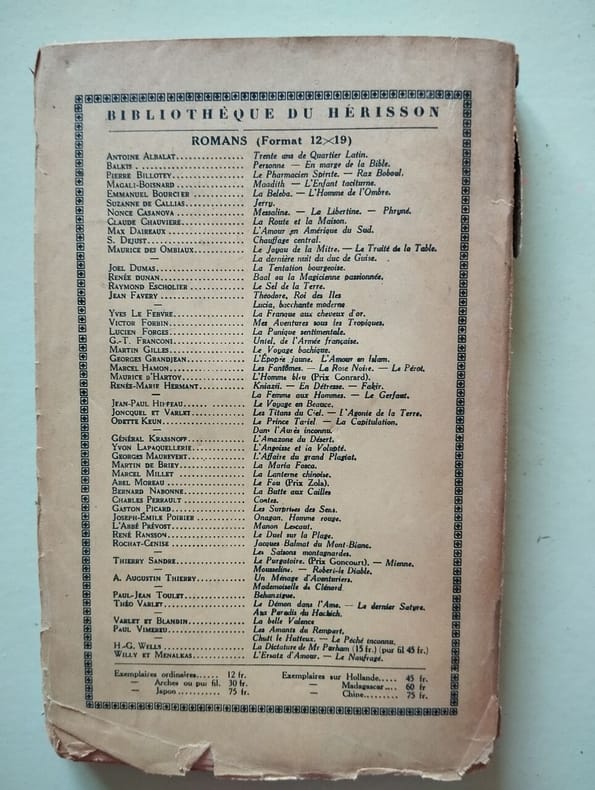 BIBLIOTHÈQUE DU HÉRISSON
ROMANS (Format 12×19)
ANTOINE ALBALAT................ Trente ans de Quartier Latin.
BALKIS ................ Personne — En marge de la Bible.
PIERRE BILLOTEY................ Le Pharmacien Spirite. — Raz Boboul.
MAGALI-BOISNARD ................ Maadith — L'Enfant taciturne.
EMMANUEL BOURCIER ................ La Beleba. — L'Homme de l'Ombre.
SUZANNE DE CALLIAS................ Jerry.
NONCE CASANOVA ................ Messaline. — La Libertine. — Phryné.
CLAUDE CHAUVIERE................ La Route et la Maison.
MAX DAIREAUX ................ L'Amour en Amérique du Sud.
S. DEJUST................ Chauffage central.
MAURICE DES OMBIAUX................ Le Joyau de la Mitre. — Le Traité de la Table.
— La dernière nuit du duc de Guise.
JOEL DUMAS................ La Tentation bourgeoise.
RENÉE DUNAN................ Baal ou la Magicienne passionnée.
RAYMOND ESCHOLIER ................ Le Sel de la Terre.
JEAN FAVERY ................ Théodore, Roi des Iles
— Lucia, bacchante moderne
YVES LE FEBVRE................ La Franque aux cheveux d'or.
VICTOR FORBIN................ Mes Aventures sous les Tropiques.
LUCIEN FORGES ................ La Punique sentimentale.
G.-T. FRANCONI................ Untel, de l'Armée française.
MARTIN GILLES................ Le Voyage bachique.
GEORGES GRANDJEAN................ L'Epopée jaune. L'Amour en Islam.
MARCEL HAMON................ Les Fantômes. — La Rose Noire. — Le Pérot.
MAURICE D'HARTOY................ L'Homme bleu (Prix Conrard).
RENÉE-MARIE HERMANT................ Kniazii. — En Détresse. — Fakir.
— La Femme aux Hommes. — Le Gerfaut.
JEAN-PAUL HIPPEAU................ Le Voyage en Beauce.
JONCQUEL ET VARLET................ Les Titans du Ciel. — L'Agonie de la Terre.
ODETTE KEUN................ Le Prince Tariel — La Capitulation.
— Dans l'Aurès inconnu.
GÉNÉRAL KRASSNOFF................ L'Amazone du Désert.
YVON LAPAQUELLERIE................ L'Angoisse et la Volupté.
GEORGES MAUREVERT................ L'Affaire du grand Plagiat.
MARTIN DE BRIEY................ La Maria Fosca.
MARCEL MILLET ................ La Lanterne chinoise.
ABEL MOREAU ................ Le Fou (Prix Zola).
BERNARD NABONNE................ La Butte aux Cailles
CHARLES PERRAULT ................ Contes.
GASTON PICARD................ Les Surprises des Sens.
JOSEPH-ÉMILE POIRIER ................ Onagan, Homme rouge.
L'ABBÉ PRÉVOST................ Manon Lescaut.
RENÉ RANSSON................ Le Duel sur la Plage.
ROCHAT-CENISE ................ Jacques Balmat du Mont-Blanc.
— Les Saisons montagnardes.
THIERRY SANDRE................ Le Purgatoire. (Prix Goncourt). — Mienne.
— Mousseline. — Robert-le Diable.
A. AUGUSTIN THIERRY................ Un Ménage d'Aventuriers.
— Mademoiselle de Clénord.
PAUL-JEAN TOULET................ Béhanzigue.
THÉO VARLET................ Le Démon dans l'Ame. — Le dernier Satyre.
— Aux Paradis du Hachich.
VARLET ET BLANDIN ................ La belle Valence
PAUL VIMEREU ................ Les Amants du Rempart.
— Chutt le Hutteux. — Le Péché inconnu.
H.-G. WELLS ................ La Dictature de Mr Parham (15 fr.) (pur fil 45 fr.)
WILLY ET MENALKAS................ L'Ersatz d'Amour. — Le Naufragé.
Exemplaires ordinaires...... 12 fr. Exemplaires sur Hollande...... 45 fr.
— Arches ou pur fil. 30 fr. — Madagascar.... 60 fr
— Japon ........... 75 fr. — Chine......... 75 fr.